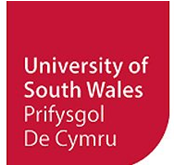 University of
South Wales
Prifysgol
De Cymru